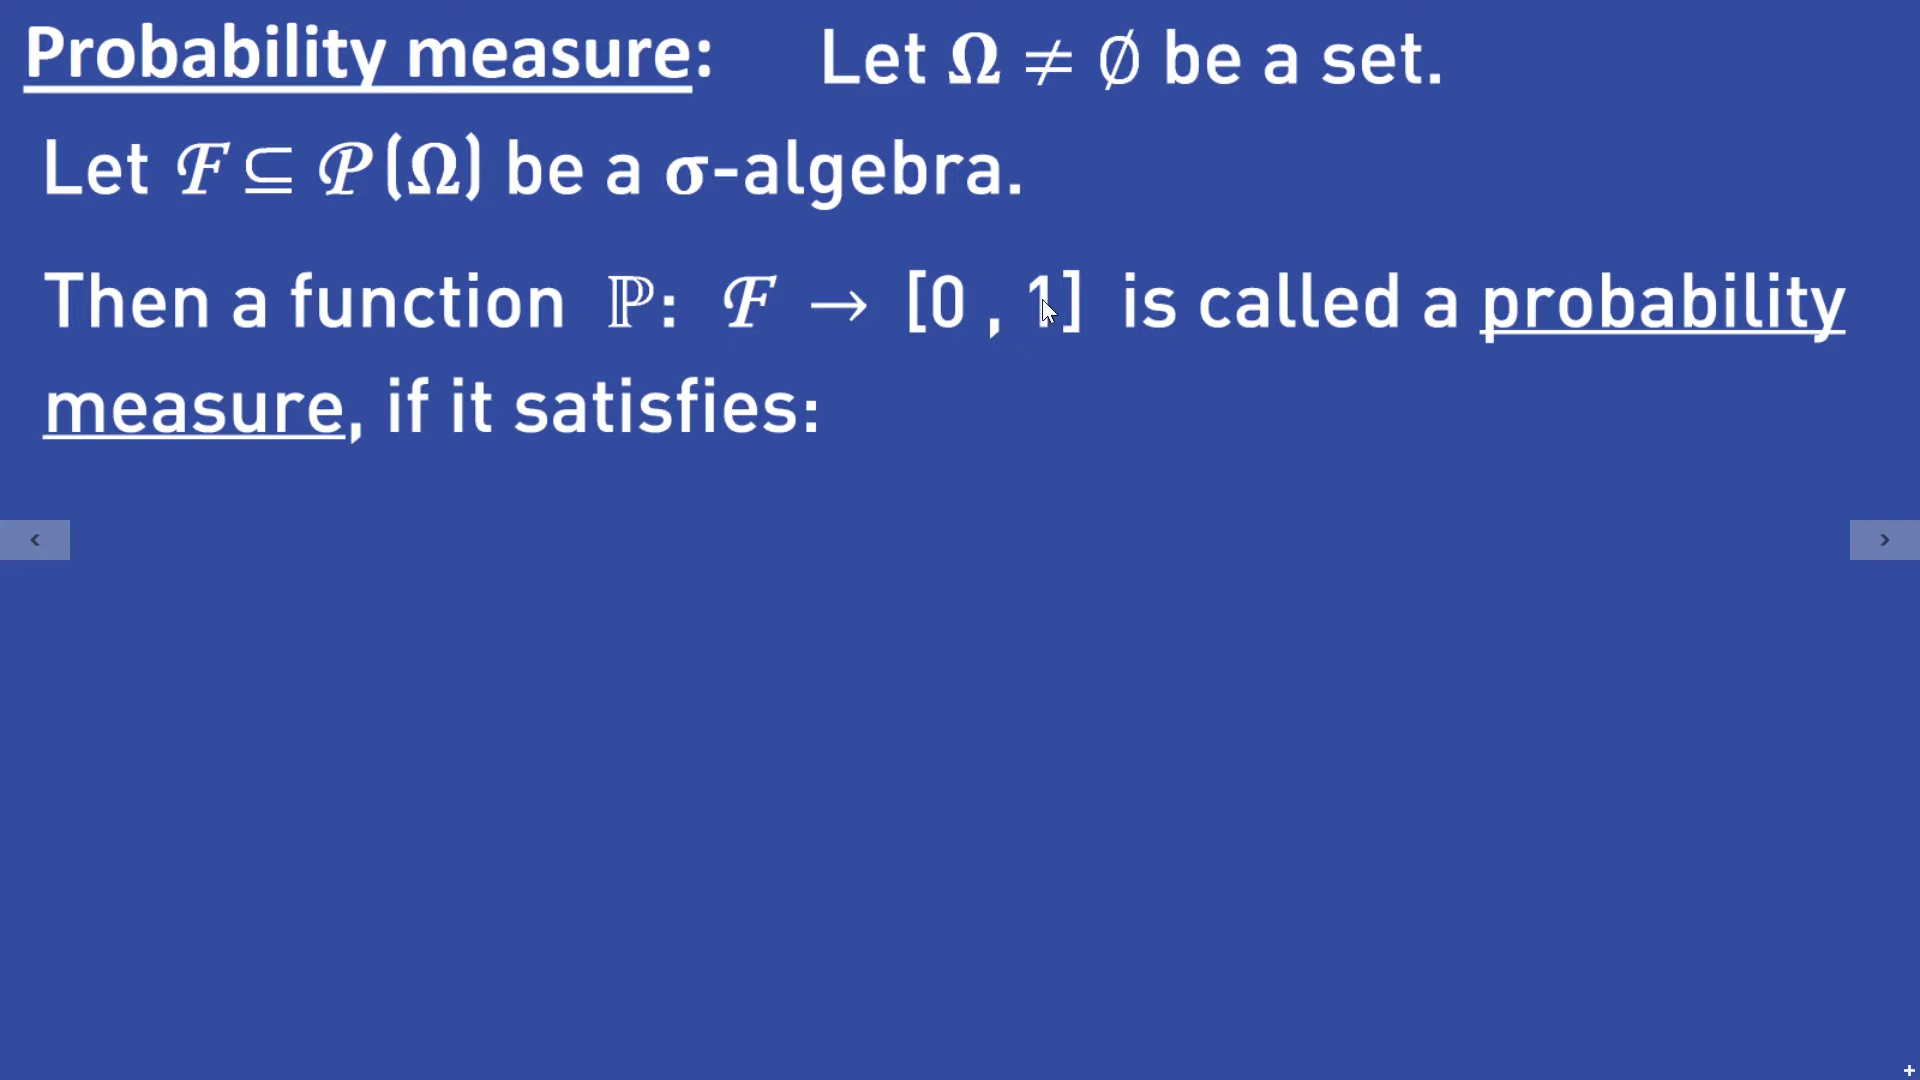 Probability measure: Let Ω ≠ ∅ be a set.
Let ℱ ⊆ 𝒫(Ω) be a σ-algebra.
Then a function ℙ: ℱ → [0 , 1] is called a probability
measure, if it satisfies: